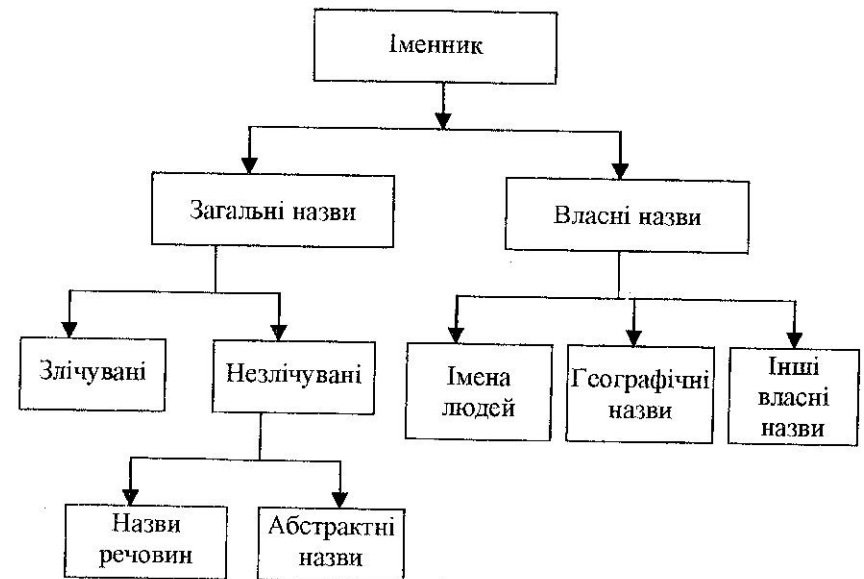 Іменник
Загальні назви
Власні назви
Злічувані
Незлічувані
Імена
людей
Географічні
назви
Інші
власні
назви
Назви
речовин
Абстрактні
назви